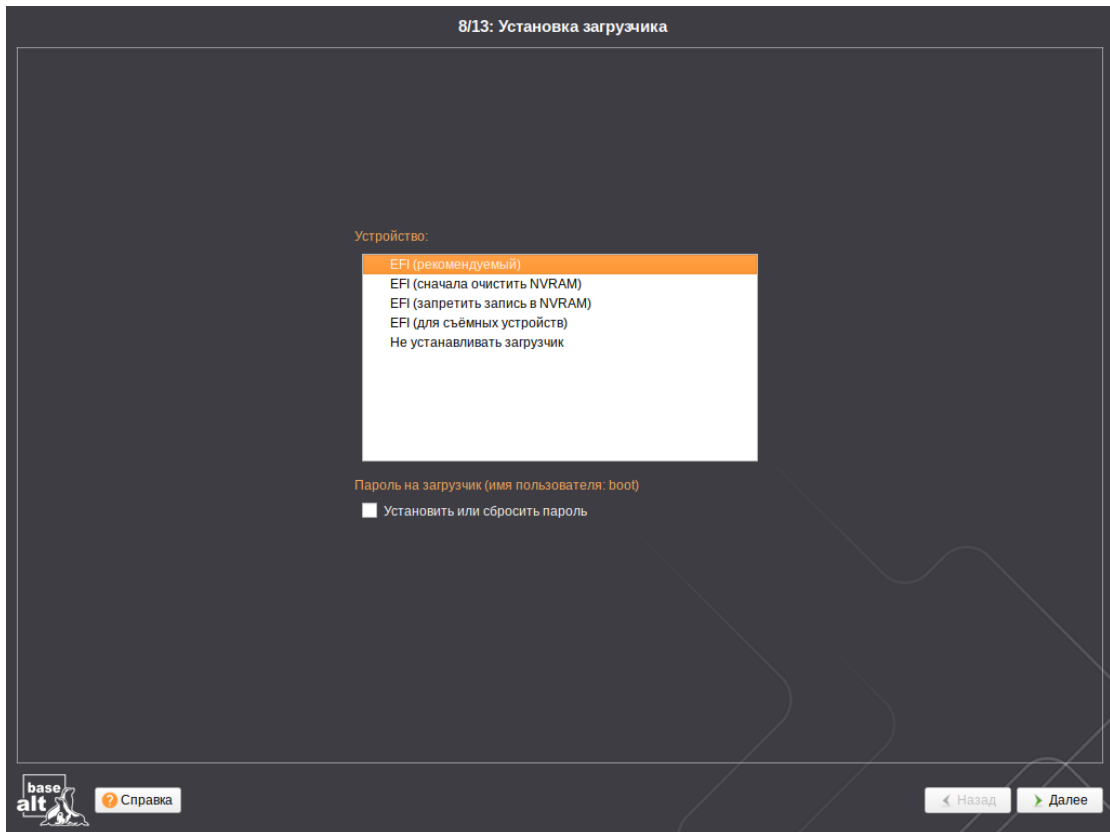 8/13: Установка загрузчика
Устройство:
EFI (рекомендуемый)
EFI (сначала очистить NVRAM)
EFI (запретить запись в NVRAM)
EFI (для съёмных устройств)
Не устанавливать загрузчик
Пароль на загрузчик (имя пользователя: boot)
Установить или сбросить пароль
base
alt
? Справка
Назад
Далее